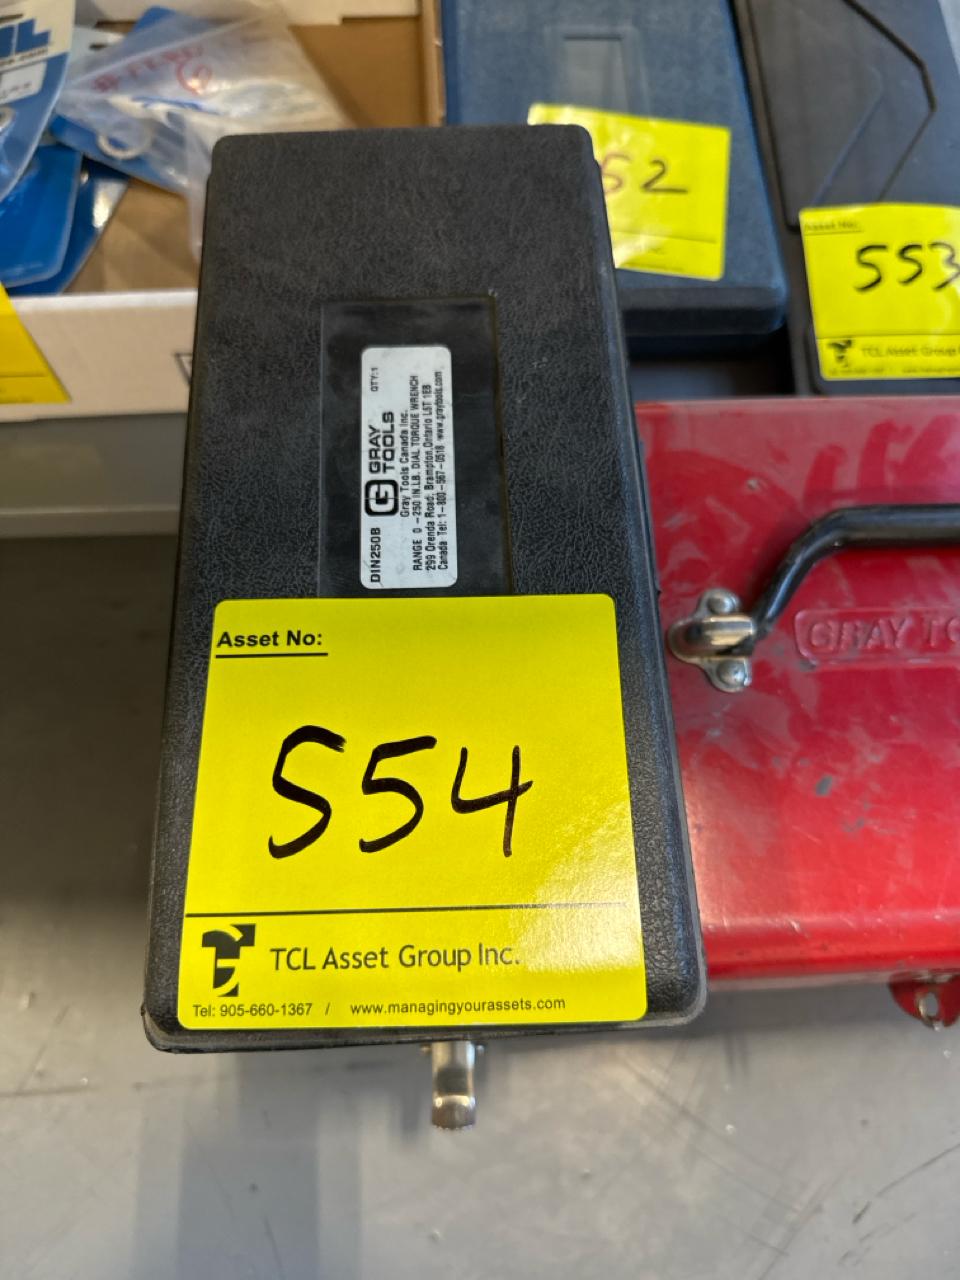 52
Asset No:
553
TCL Asset Group
DIN250B
GRAY TOOLS
QTY:1
Gray Tools Canada Inc.
RANGE 0-250 IN.LB. DIAL TORQUE WRENCH
299 Orenda Road, Brampton, Ontario L6T 1E8
Canada Tel: 1-800-567-0518 www.graytools.com
GRAY TO
Asset No:
554
TCL Asset Group Inc.
Tel: 905-660-1367 / www.managingyourassets.com